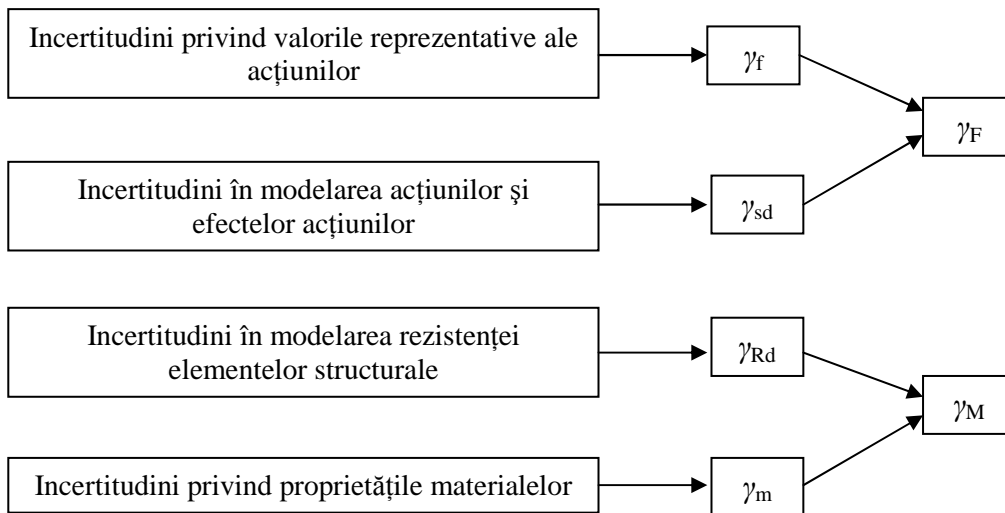 Incertitudini privind valorile reprezentative ale
acțiunilor
γf
γF
Incertitudini în modelarea acțiunilor şi
efectelor acțiunilor
γsd
Incertitudini în modelarea rezistenței
elementelor structurale
γRd
γM
Incertitudini privind proprietățile materialelor
γm